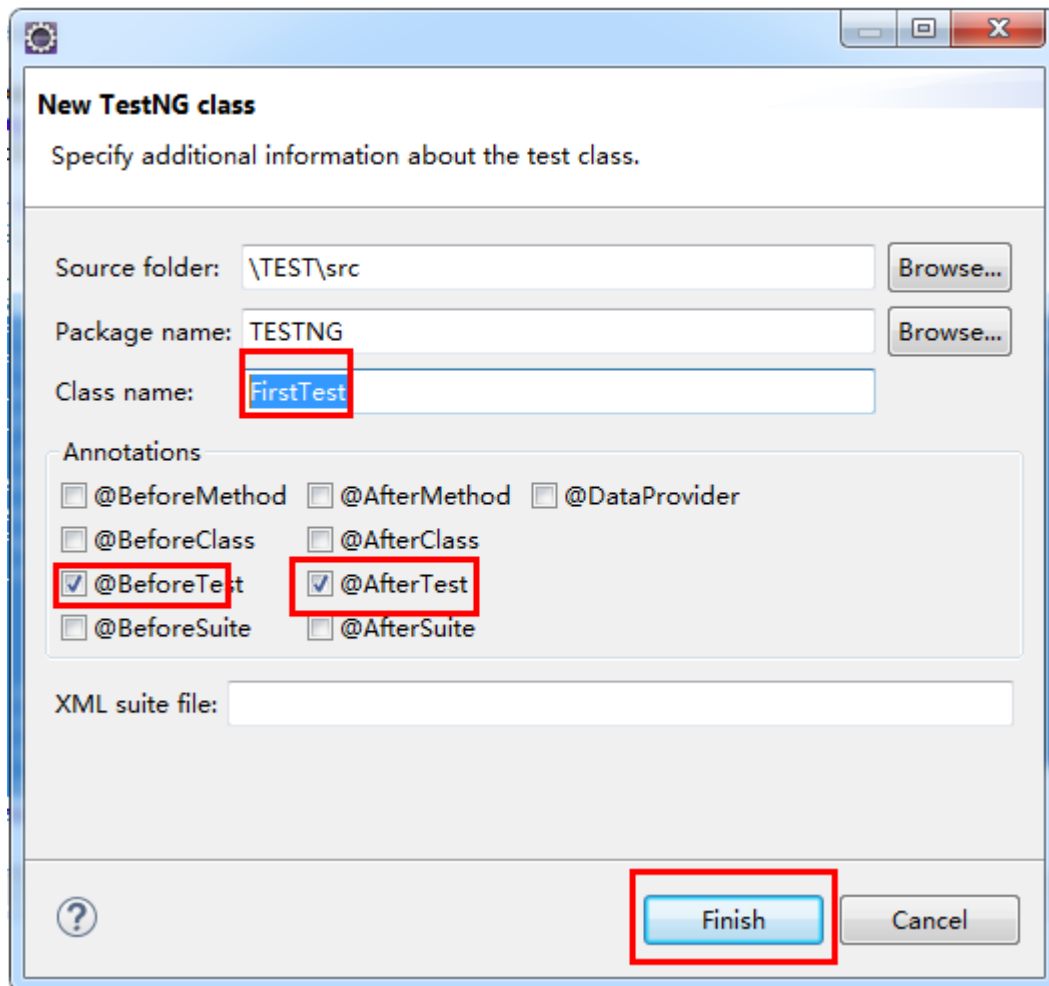 New TestNG class
Specify additional information about the test class.
Source folder: \TEST\src Browse...
Package name: TESTNG Browse...
Class name: FirstTest
Annotations
@BeforeMethod @AfterMethod @DataProvider
@BeforeClass @AfterClass
@BeforeTest @AfterTest
@BeforeSuite @AfterSuite
XML suite file:
? Finish Cancel